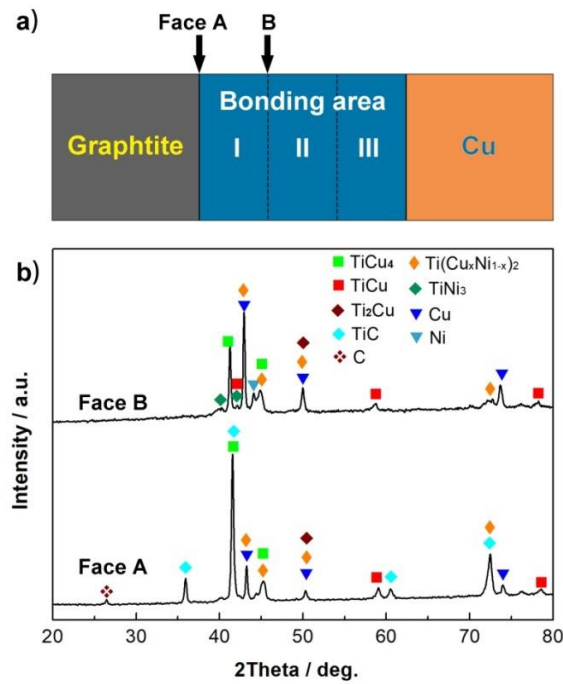 a)
Face A
B
Graphtite
Bonding area
I
II
III
Cu
b)
TiCu₄
TiCu
Ti₂Cu
TiC
C
Ti(CuₓNi₁₋ₓ)₂
TiNi₃
Cu
Ni
Face B
Face A
Intensity / a.u.
20 30 40 50 60 70 80
2Theta / deg.